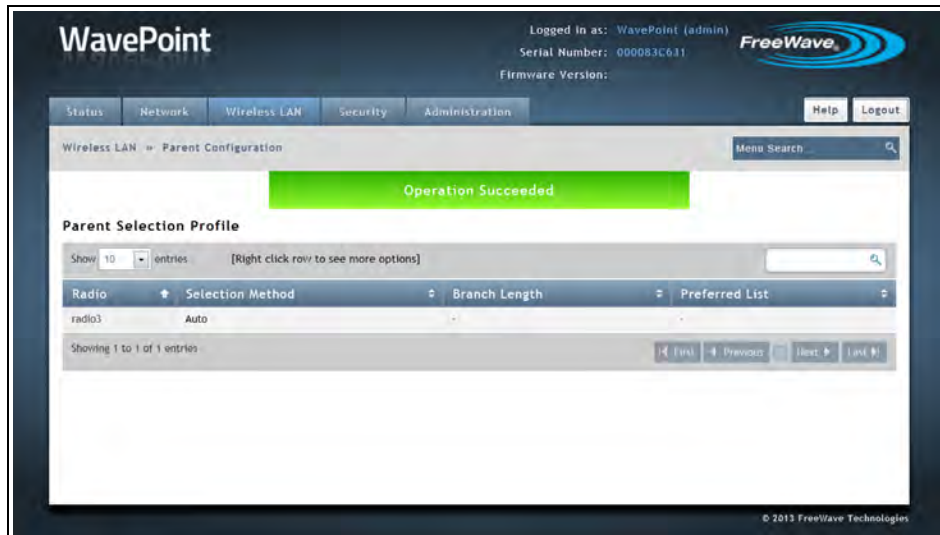 WavePoint
Logged in as: WavePoint (admin)
Serial Number: 000083C631
Firmware Version:
FreeWave
Status Network Wireless LAN Security Administration Help Logout
Wireless LAN » Parent Configuration Menu Search
Operation Succeeded
Parent Selection Profile
Show 10 entries [Right click row to see more options]
Radio Selection Method Branch Length Preferred List
radio3 Auto - -
Showing 1 to 1 of 1 entries First Previous Next Last
© 2013 FreeWave Technologies